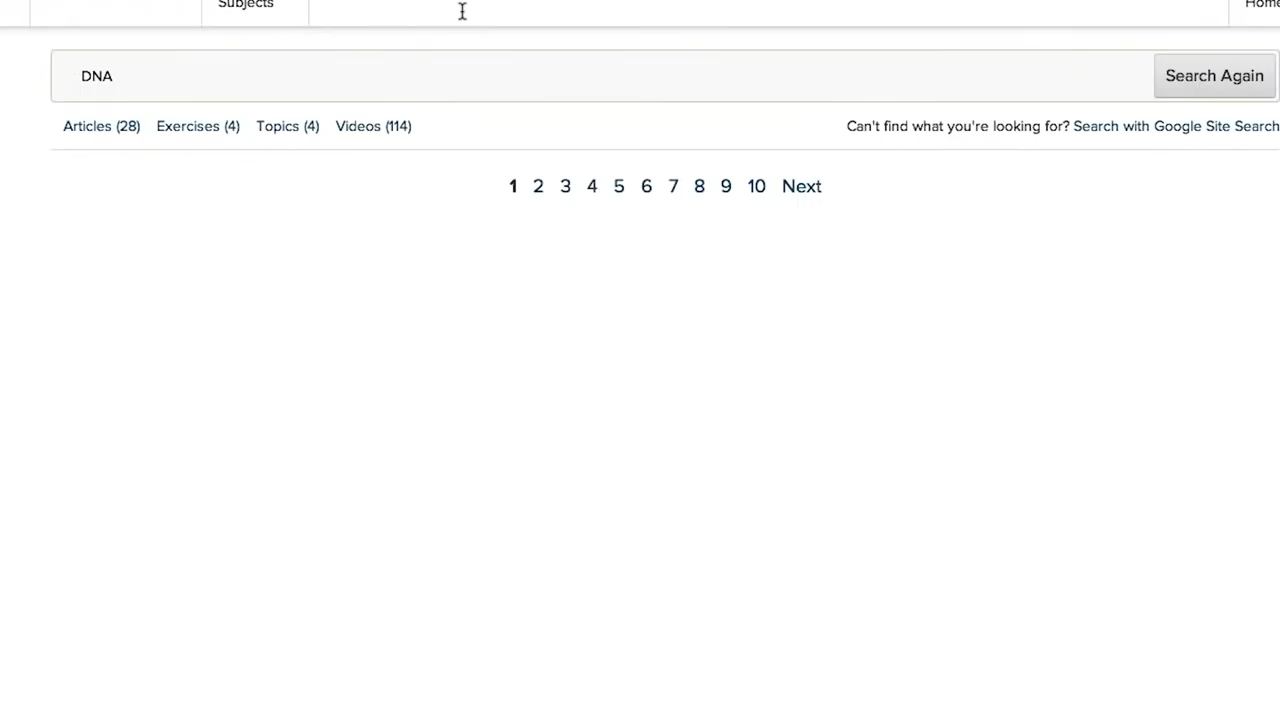 Subjects Home
DNA Search Again
Articles (28) Exercises (4) Topics (4) Videos (114) Can't find what you're looking for? Search with Google Site Search
1 2 3 4 5 6 7 8 9 10 Next